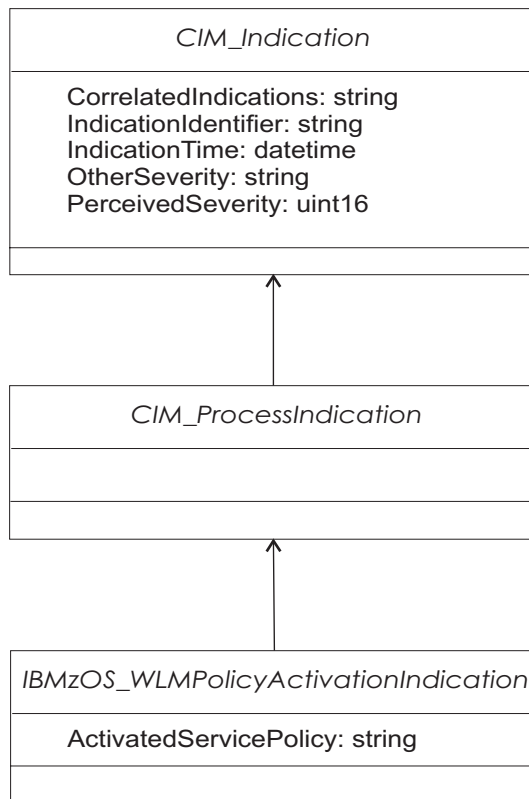 CIM_Indication
CorrelatedIndications: string
IndicationIdentifier: string
IndicationTime: datetime
OtherSeverity: string
PerceivedSeverity: uint16
CIM_ProcessIndication
IBMzOS_WLMPolicyActivationIndication
ActivatedServicePolicy: string